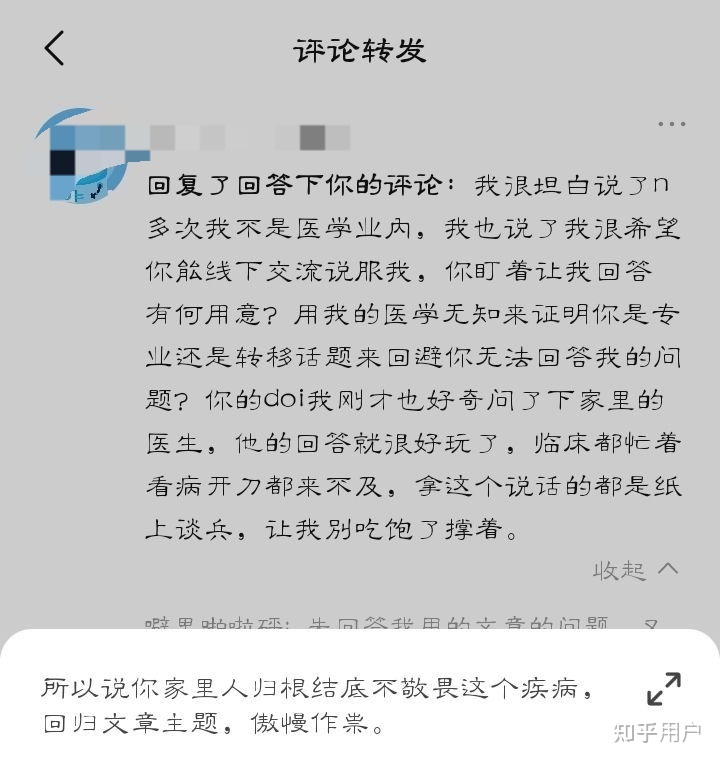 评论转发
回复了回答下你的评论：我很坦白说了n
多次我不是医学业内，我也说了我很希望
你能线下交流说服我，你盯着让我回答
有何用意？用我的医学无知来证明你是专
业还是转移话题来回避你无法回答我的问
题？你的doi我刚才也好奇问了下家里的
医生，他的回答就很好玩了，临床都忙着
看病开刀都来不及，拿这个说话的都是纸
上谈兵，让我别吃饱了撑着。
收起
所以说你家里人归根结底不敬畏这个疾病，
回归文章主题，傲慢作祟。
知乎用户